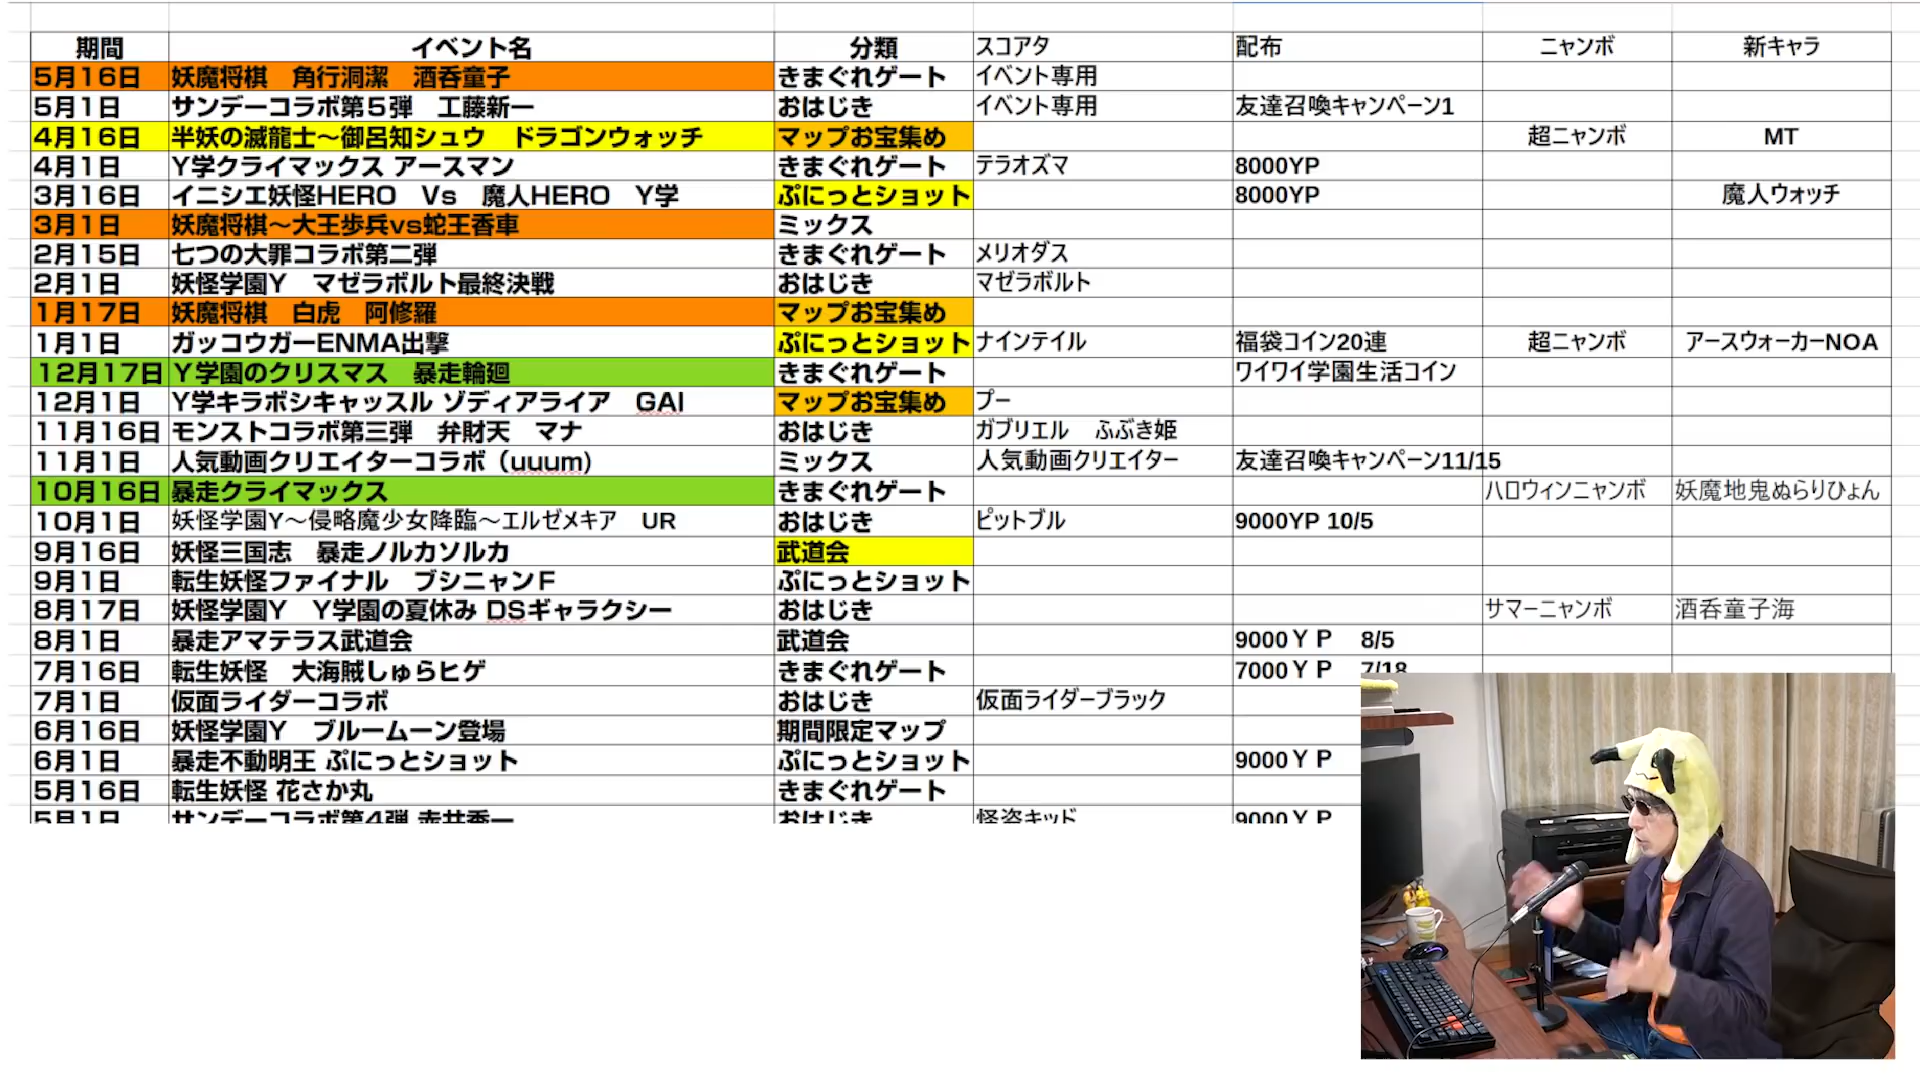 期間 イベント名 分類 スコアタ 配布 ニャンボ 新キャラ
5月16日 妖魔将棋　角行洞潔　酒呑童子 きまぐれゲート イベント専用
5月1日 サンデーコラボ第５弾　工藤新一 おはじき イベント専用 友達召喚キャンペーン1
4月16日 半妖の滅龍士～御呂知シュウ　ドラゴンウォッチ マップお宝集め 超ニャンボ MT
4月1日 Y学クライマックス アースマン きまぐれゲート テラオズマ 8000YP
3月16日 イニシエ妖怪HERO　Vs　魔人HERO　Y学 ぷにっとショット 8000YP 魔人ウォッチ
3月1日 妖魔将棋～大王歩兵vs蛇王香車 ミックス
2月15日 七つの大罪コラボ第二弾 きまぐれゲート メリオダス
2月1日 妖怪学園Y　マゼラボルト最終決戦 おはじき マゼラボルト
1月17日 妖魔将棋　白虎　阿修羅 マップお宝集め
1月1日 ガッコウガーENMA出撃 ぷにっとショット ナインテイル 福袋コイン20連 超ニャンボ アースウォーカーNOA
12月17日 Y学園のクリスマス　暴走輪廻 きまぐれゲート ワイワイ学園生活コイン
12月1日 Y学キラボシキャッスル ゾディアライア　GAI マップお宝集め プー
11月16日 モンストコラボ第三弾　弁財天　マナ おはじき ガブリエル　ふぶき姫
11月1日 人気動画クリエイターコラボ（uuum） ミックス 人気動画クリエイター 友達召喚キャンペーン11/15
10月16日 暴走クライマックス きまぐれゲート ハロウィンニャンボ 妖魔地鬼ぬらりひょん
10月1日 妖怪学園Y～侵略魔少女降臨～エルゼメキア　UR おはじき ピットブル 9000YP 10/5
9月16日 妖怪三国志　暴走ノルカソルカ 武道会
9月1日 転生妖怪ファイナル　ブシニャンＦ ぷにっとショット
8月17日 妖怪学園Y　Y学園の夏休み DSギャラクシー おはじき サマーニャンボ 酒呑童子海
8月1日 暴走アマテラス武道会 武道会 9000ＹＰ　8/5
7月16日 転生妖怪　大海賊しゅらヒゲ きまぐれゲート 7000ＹＰ　7/18
7月1日 仮面ライダーコラボ おはじき 仮面ライダーブラック
6月16日 妖怪学園Y　ブルームーン登場 期間限定マップ
6月1日 暴走不動明王 ぷにっとショット ぷにっとショット 9000ＹＰ
5月16日 転生妖怪 花さか丸 きまぐれゲート
5月1日 サンデーコラボ第4弾 赤井秀一 おはじき 怪盗キッド 9000ＹＰ